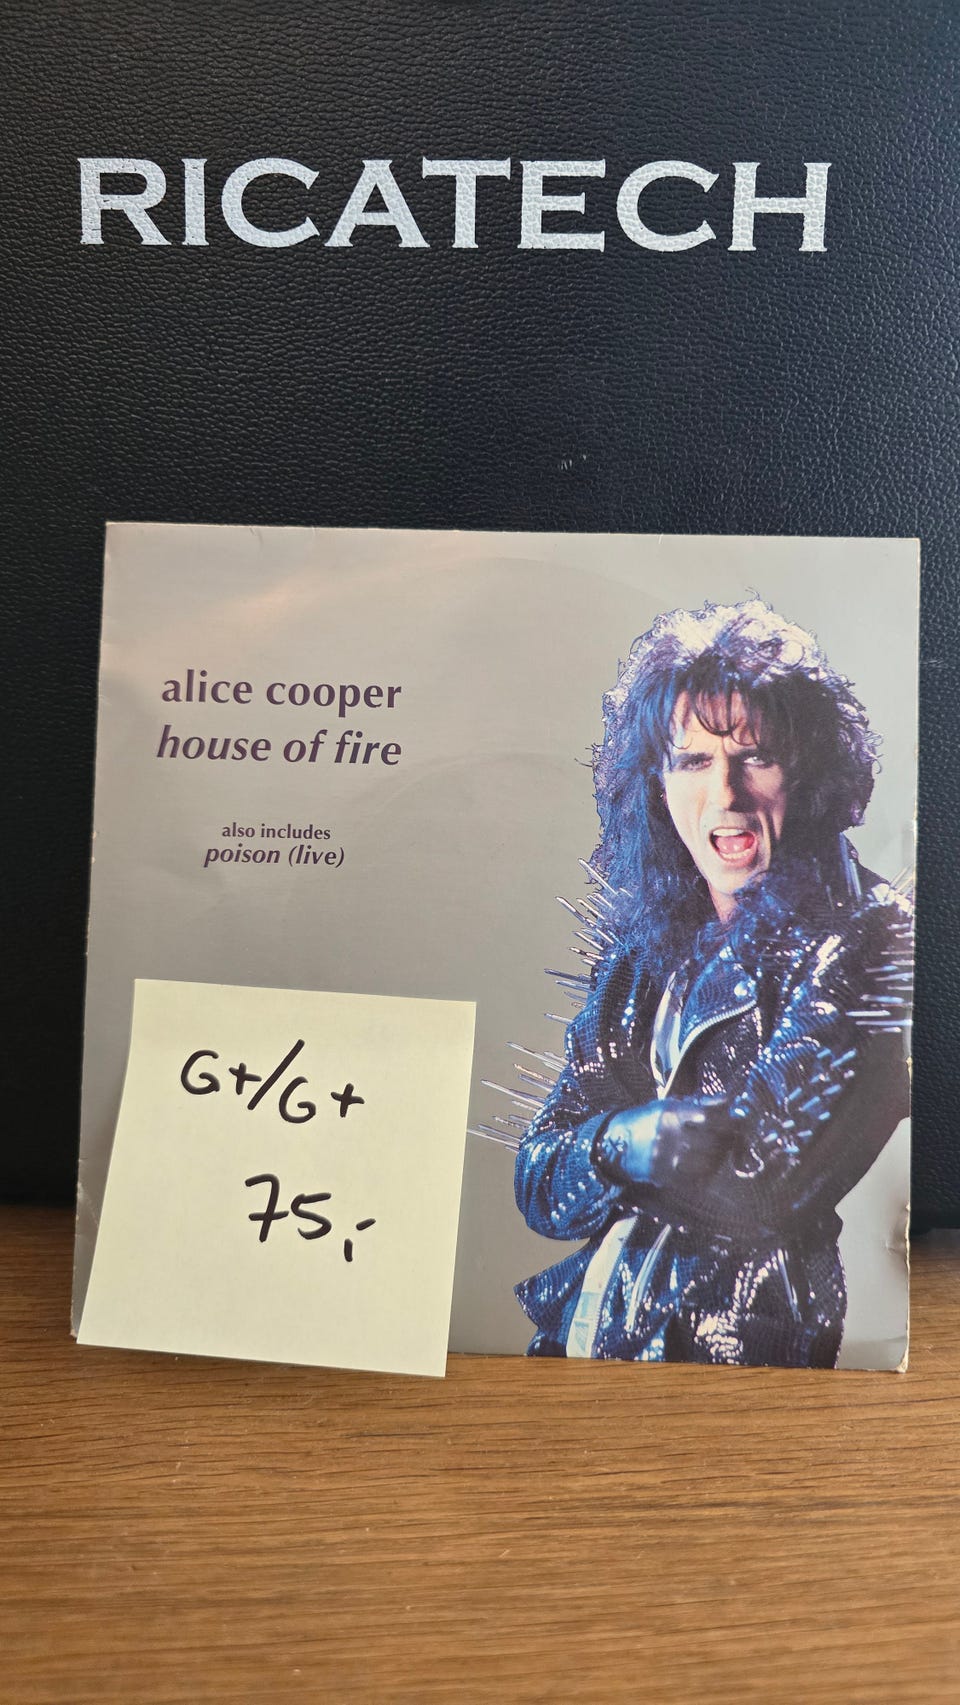 RICATECH
alice cooper
house of fire
also includes
poison (live)
G+/G+
75,-